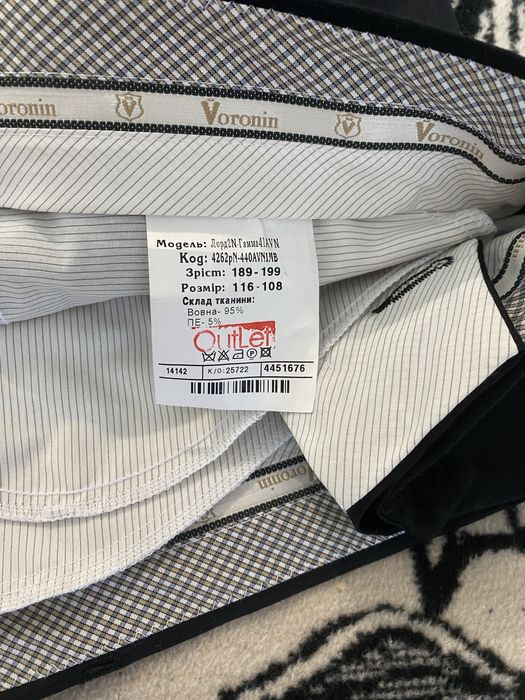 Voronin
Voronin
Voronin
Модель: Лорд2N-Гамма41AVN
Код: 4262pN-440AVN1MB
Зріст: 189-199
Розмір: 116-108
Склад тканини:
Вовна- 95%
ПЕ- 5%
OutLet
14142 К/О:25722 4451676